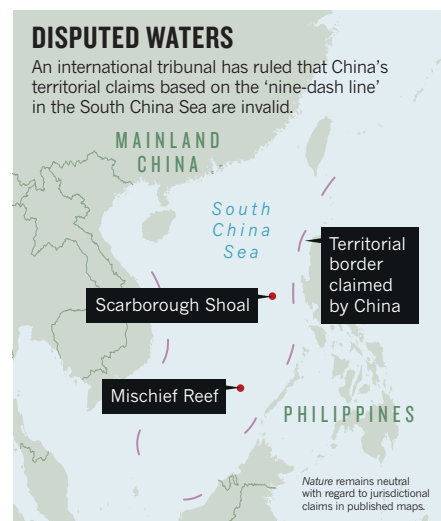 DISPUTED WATERS
An international tribunal has ruled that China’s
territorial claims based on the ‘nine-dash line’
in the South China Sea are invalid.
MAINLAND
CHINA
South
China
Sea
Territorial
border
claimed
by China
Scarborough Shoal
Mischief Reef
PHILIPPINES
Nature remains neutral
with regard to jurisdictional
claims in published maps.